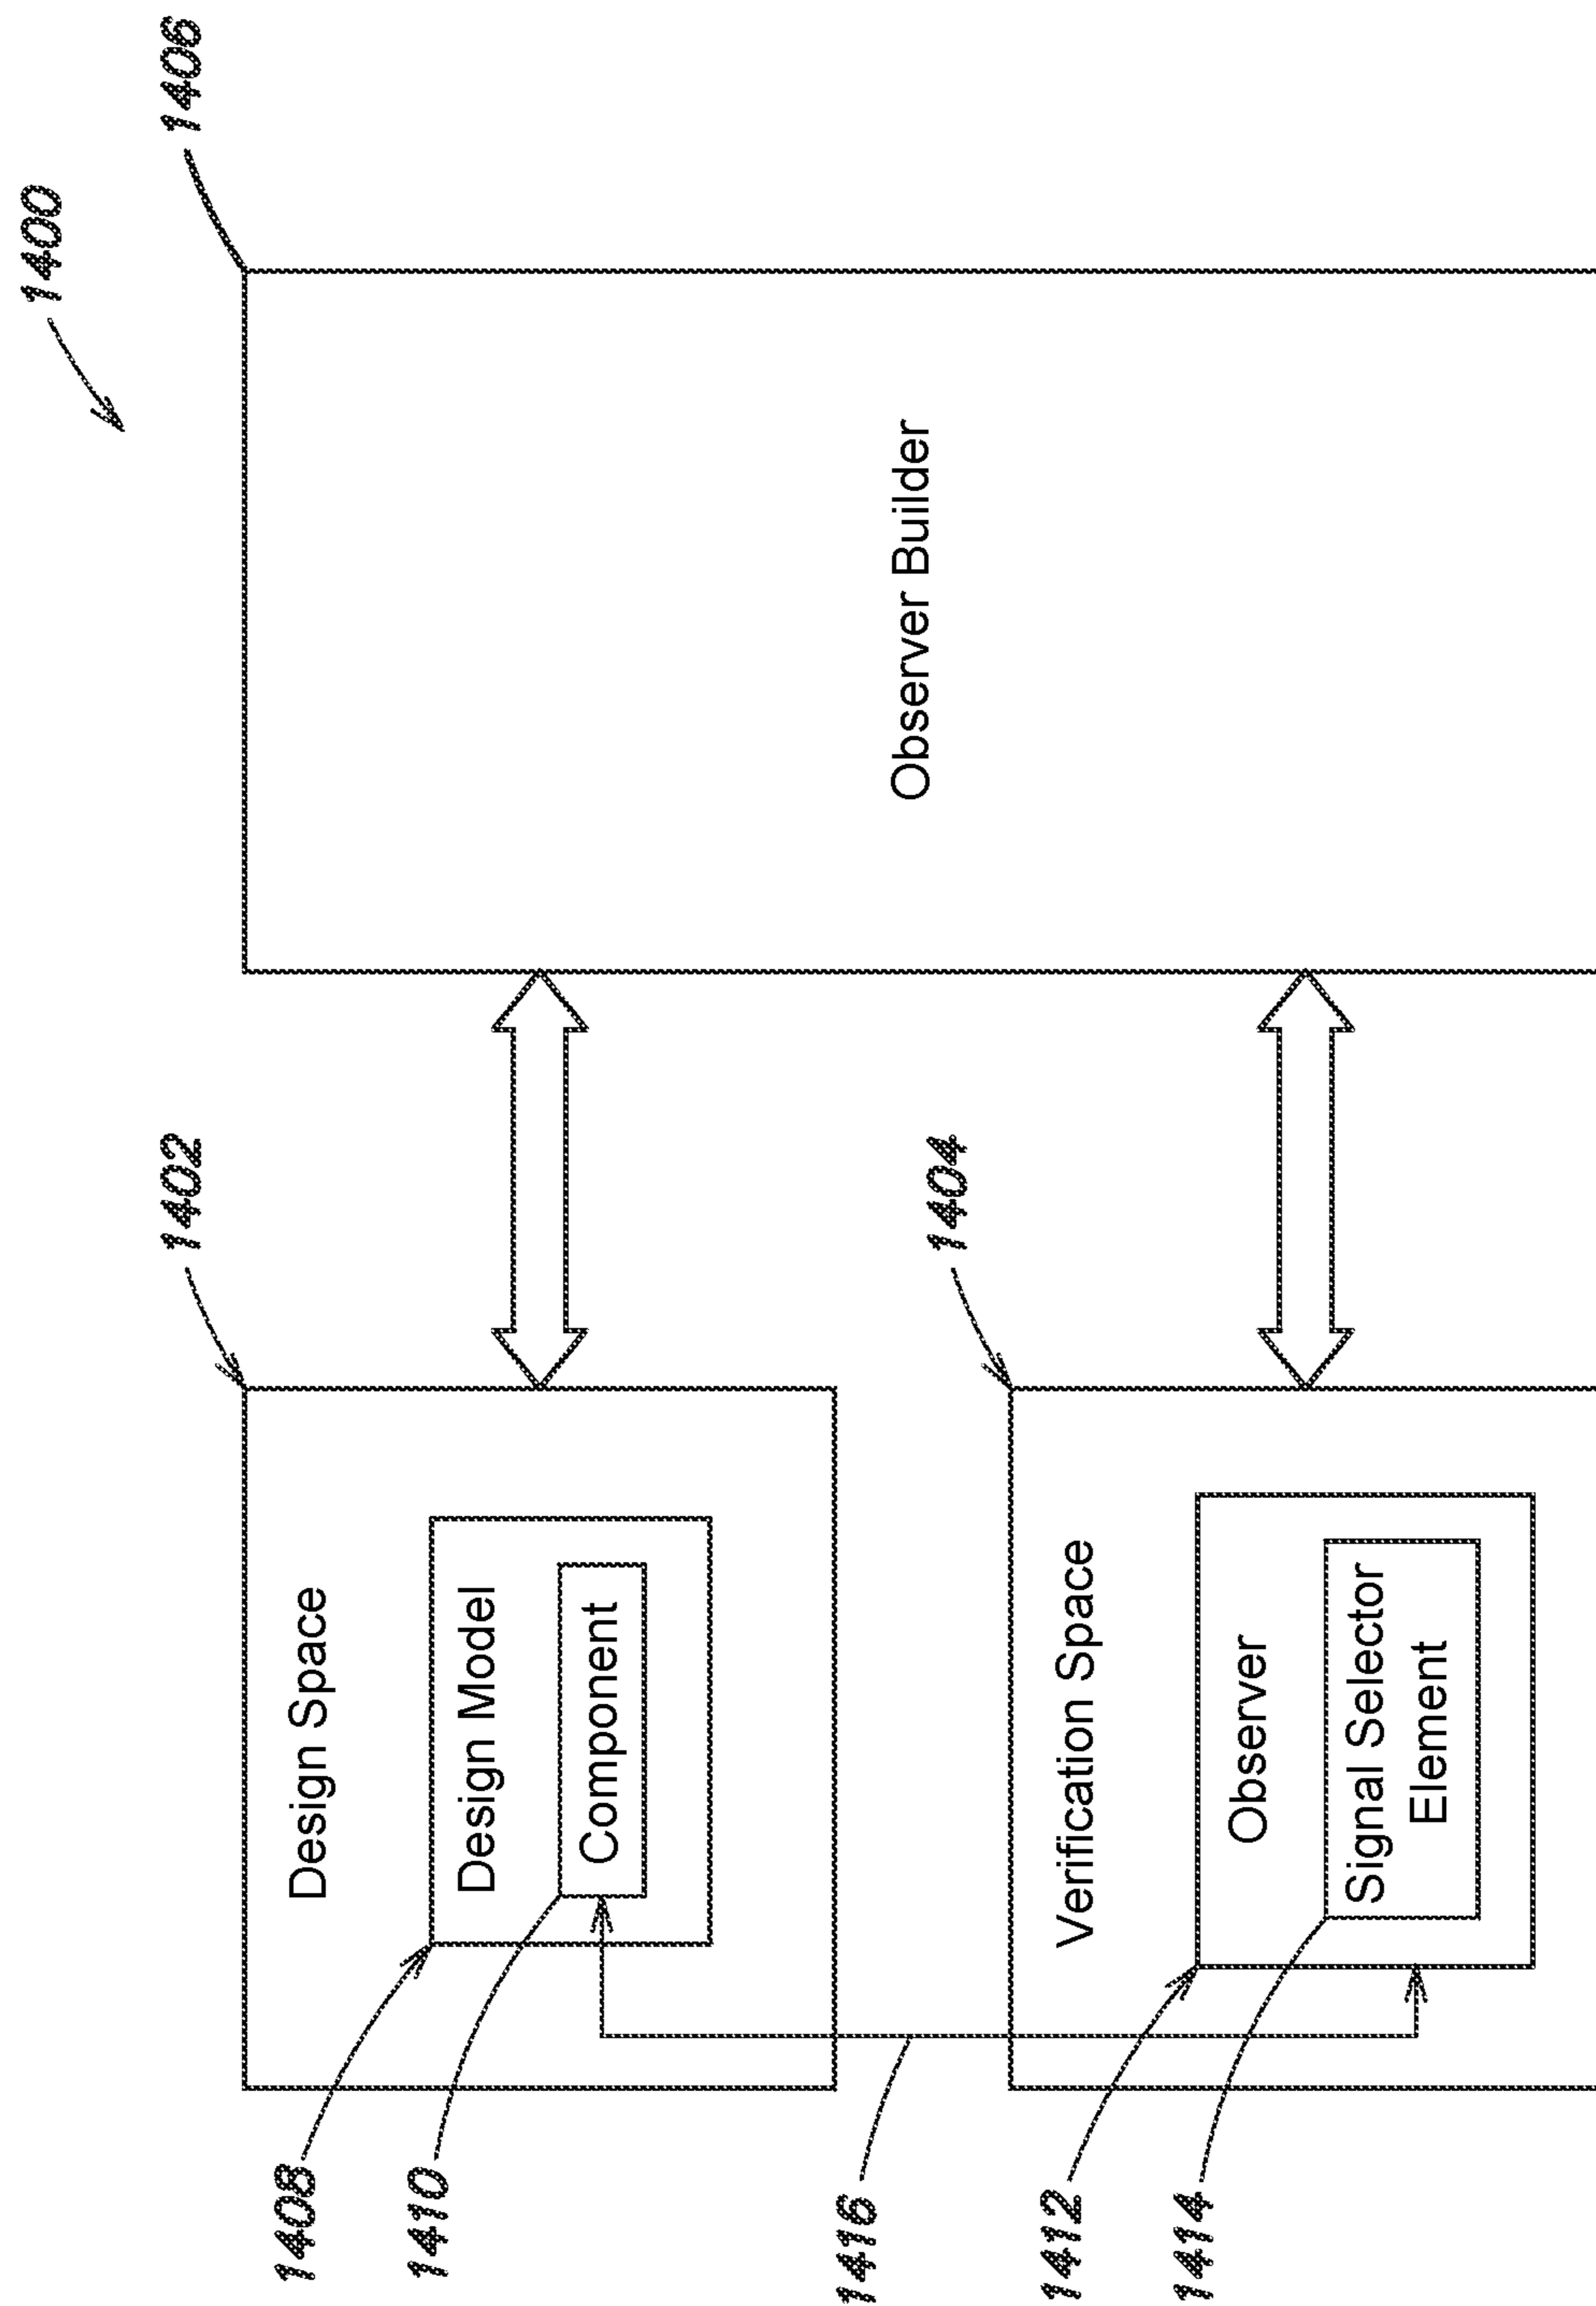 1400
1402
1406
Design Space
1408
Design Model
1410
Component
Observer Builder
1416
1404
Verification Space
1412
Observer
1414
Signal Selector
Element